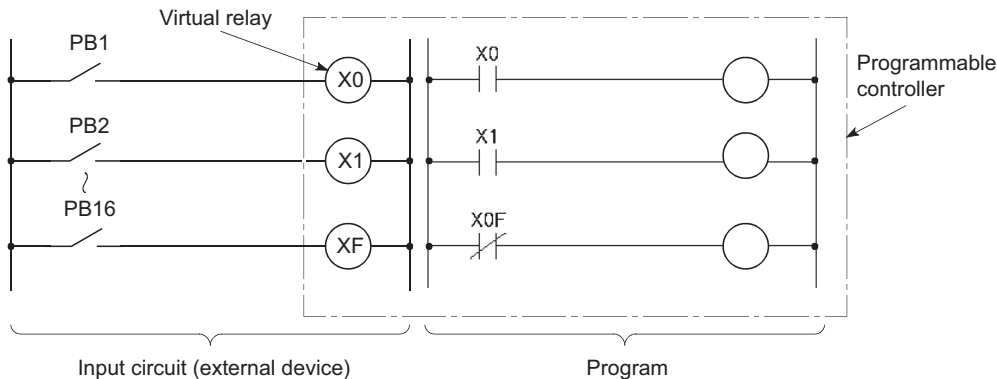 Virtual relay
PB1
X0
X0
Programmable
controller
PB2
X1
X1
PB16
XF
X0F
Input circuit (external device)
Program